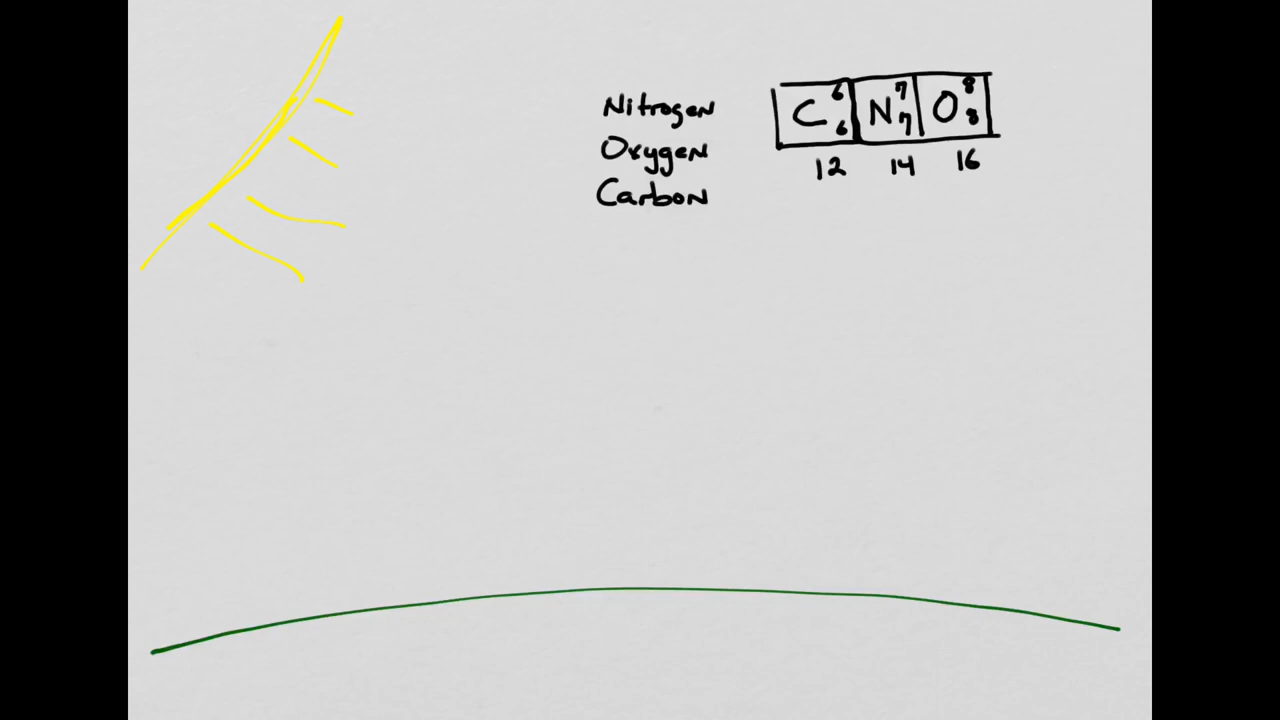 Nitrogen
Oxygen
Carbon
C 6 6 N 7 7 O 8 8
12 14 16